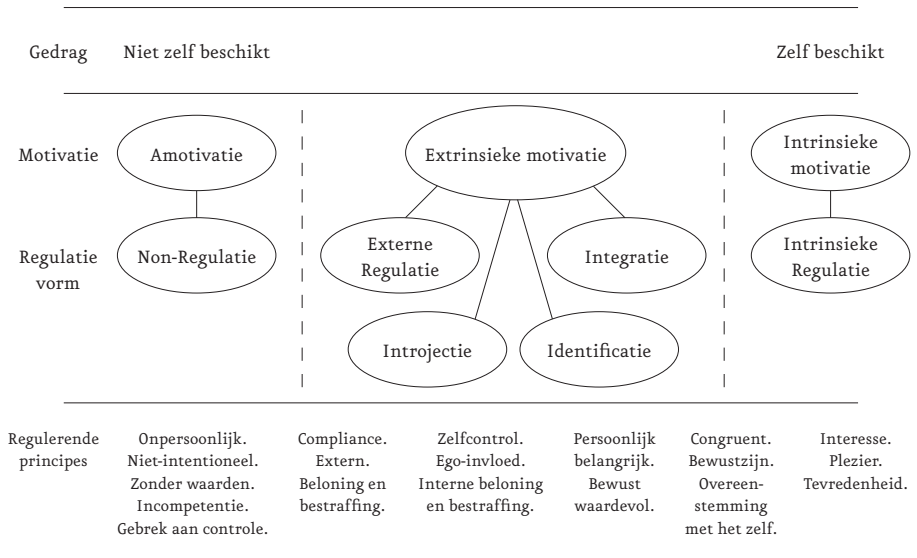 Gedrag
Niet zelf beschikt
Zelf beschikt
Motivatie
Amotivatie
Extrinsieke motivatie
Intrinsieke
motivatie
Regulatie
vorm
Non-Regulatie
Externe
Regulatie
Integratie
Intrinsieke
Regulatie
Introjectie
Identificatie
Regulerende
principes
Onpersoonlijk.
Niet-intentioneel.
Zonder waarden.
Incompetentie.
Gebrek aan controle.
Compliance.
Extern.
Beloning en
bestraffing.
Zelfcontrol.
Ego-invloed.
Interne beloning
en bestraffing.
Persoonlijk
belangrijk.
Bewust
waardevol.
Congruent.
Bewustzijn.
Overeen-
stemming
met het zelf.
Interesse.
Plezier.
Tevredenheid.